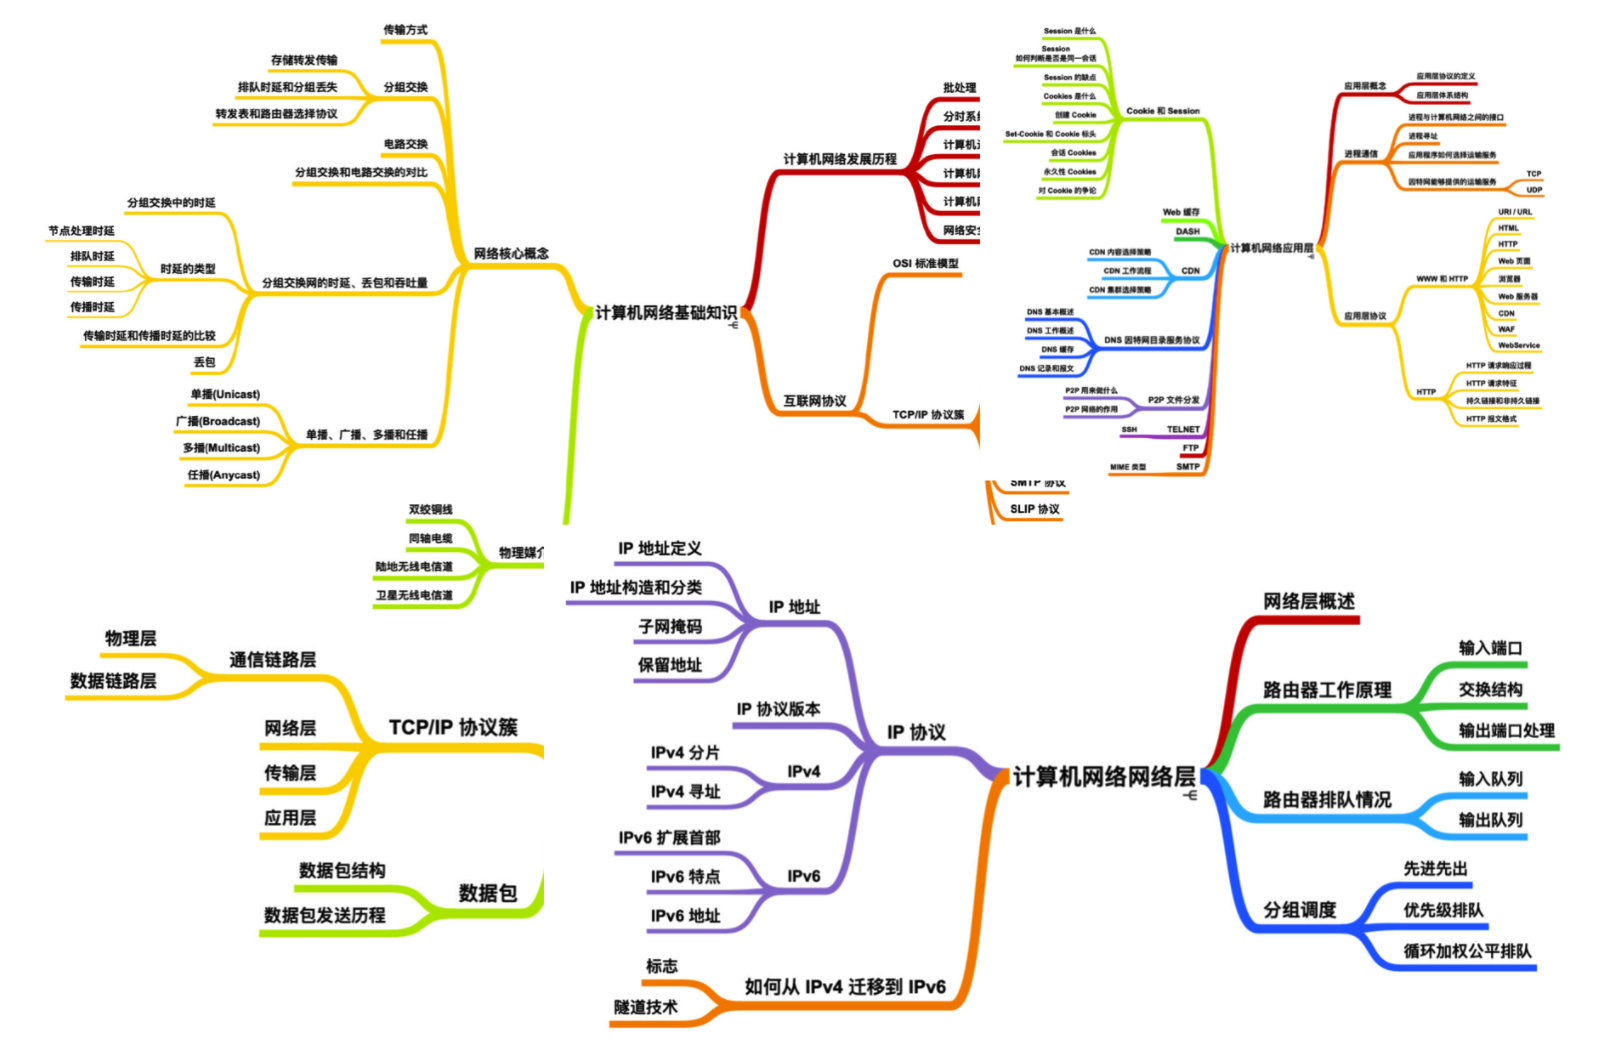 传输方式
存储转发传输
排队时延和分组丢失
转发表和路由器选择协议
分组交换
电路交换
分组交换和电路交换的对比
分组交换中的时延
节点处理时延
排队时延
传输时延
传播时延
时延的类型
传输时延和传播时延的比较
丢包
分组交换网的时延、丢包和吞吐量
单播(Unicast)
广播(Broadcast)
多播(Multicast)
任播(Anycast)
单播、广播、多播和任播
网络核心概念
双绞铜线
同轴电缆
陆地无线电信道
卫星无线电信道
物理媒
计算机网络基础知识
计算机网络发展历程
批处理
分时系
计算机
计算机
计算机
网络安
互联网协议
OSI 标准模型
TCP/IP 协议簇
SMTP 协议
SLIP 协议
Session 是什么
Session
如何判断是否是同一会话
Session 的缺点
Cookies 是什么
创建 Cookie
Set-Cookie 和 Cookie 标头
会话 Cookies
永久性 Cookies
对 Cookie 的争论
Cookie 和 Session
Web 缓存
DASH
CDN 内容选择策略
CDN 工作流程
CDN 集群选择策略
CDN
DNS 基本概述
DNS 工作概述
DNS 缓存
DNS 记录和报文
DNS 因特网目录服务协议
P2P 用来做什么
P2P 网络的作用
P2P 文件分发
SSH
TELNET
FTP
MIME 类型
SMTP
计算机网络应用层
应用层概念
应用层协议的定义
应用层体系结构
进程通信
进程与计算机网络之间的接口
进程寻址
应用程序如何选择运输服务
因特网能够提供的运输服务
TCP
UDP
应用层协议
WWW 和 HTTP
URI / URL
HTML
HTTP
Web 页面
浏览器
Web 服务器
CDN
WAF
WebService
HTTP
HTTP 请求响应过程
HTTP 请求特征
持久链接和非持久链接
HTTP 报文格式
物理层
数据链路层
通信链路层
网络层
传输层
应用层
TCP/IP 协议簇
数据包结构
数据包发送历程
数据包
IP 地址定义
IP 地址构造和分类
子网掩码
保留地址
IP 地址
IP 协议版本
IPv4 分片
IPv4 寻址
IPv4
IPv6 扩展首部
IPv6 特点
IPv6 地址
IPv6
IP 协议
标志
隧道技术
如何从 IPv4 迁移到 IPv6
计算机网络网络层
网络层概述
路由器工作原理
输入端口
交换结构
输出端口处理
路由器排队情况
输入队列
输出队列
分组调度
先进先出
优先级排队
循环加权公平排队